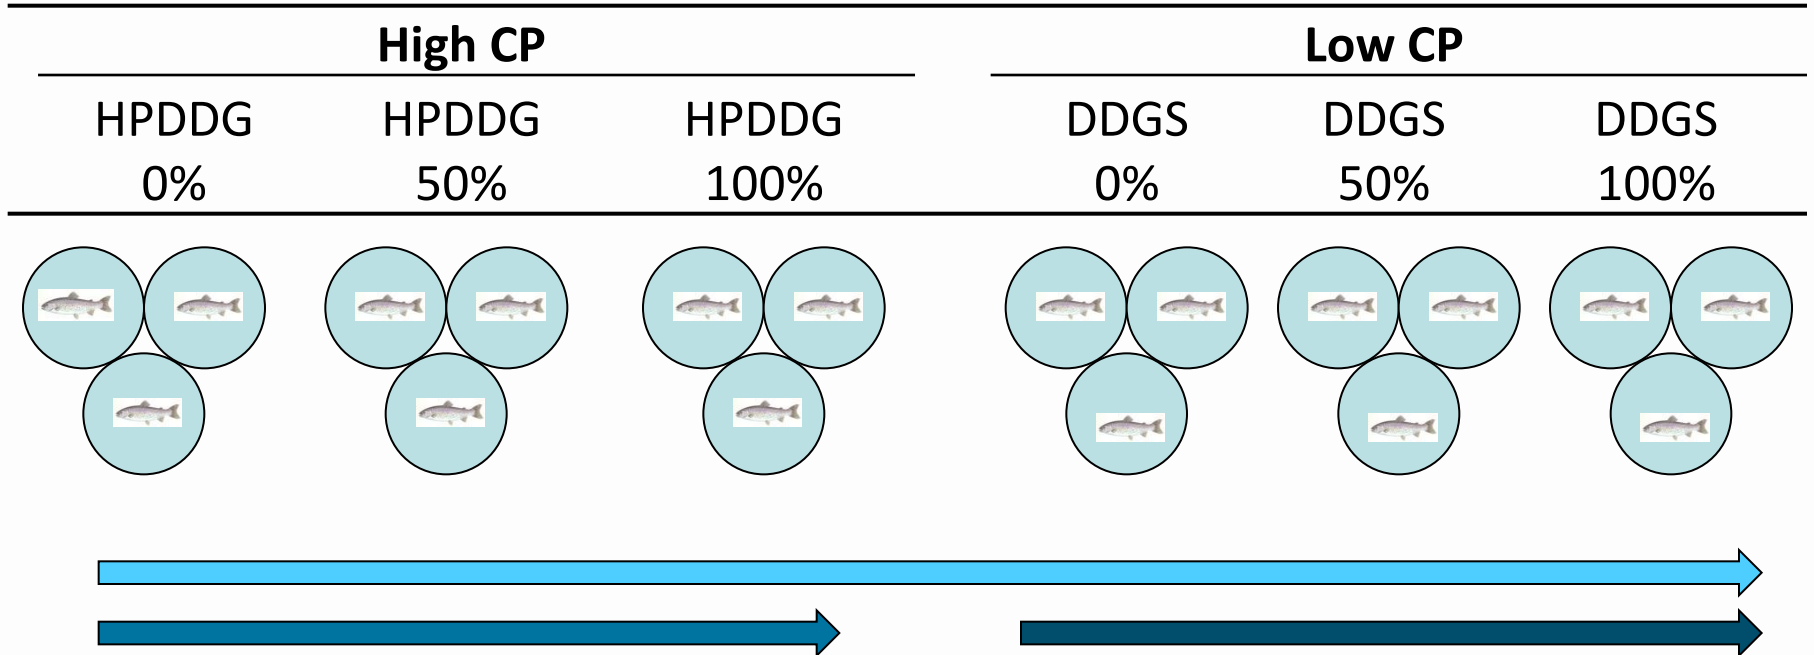 High CP Low CP
HPDDG HPDDG HPDDG DDGS DDGS DDGS
0% 50% 100% 0% 50% 100%